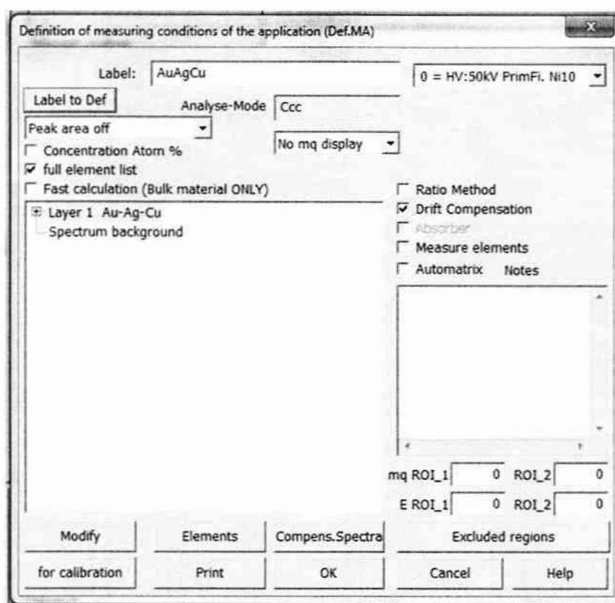 Definition of measuring conditions of the application (Def.MA)
Label: AuAgCu 0 = HV:50kV PrimFi. Ni10
Label to Def Analyse-Mode Ccc
Peak area off
No mq display
Concentration Atom %
full element list
Fast calculation (Bulk material ONLY)
Ratio Method
Layer 1 Au-Ag-Cu
Drift Compensation
Spectrum background
Absorber
Measure elements
Automatrix Notes
mq ROI_1 0 ROI_2 0
E ROI_1 0 ROI_2 0
Modify Elements Compens.Spectra Excluded regions
for calibration Print OK Cancel Help